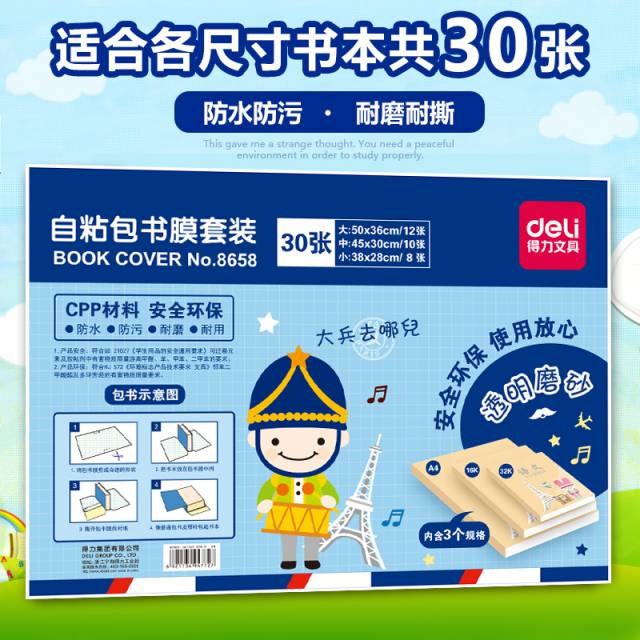 适合各尺寸书本共30张
防水防污 · 耐磨耐撕
This gave me a strange thought. You need a peaceful
environment in order to study properly.
自粘包书膜套装
BOOK COVER No.8658
30张
大:50x36cm/12张
中:45x30cm/10张
小:38x28cm/ 8 张
deli
得力文具
CPP材料 安全环保
●防水 ●防污 ●耐磨 ●耐用
包书示意图
1
2
3
4
得力集团有限公司
DELI GROUP CO., LTD
大兵去哪兒
安全环保 使用放心
透明磨砂
A4
16K
32K
内含3个规格